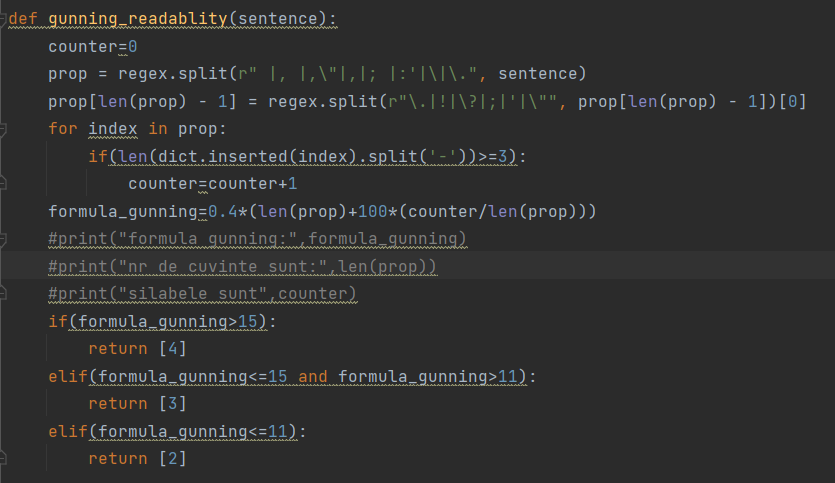 def gunning_readablity(sentence):
    counter=0
    prop = regex.split(r" |, |,\"|,|; |:'|\|\.", sentence)
    prop[len(prop) - 1] = regex.split(r"\.|!|\?|;|'|\"", prop[len(prop) - 1])[0]
    for index in prop:
        if(len(dict.inserted(index).split('-'))>=3):
            counter=counter+1
    formula_gunning=0.4*(len(prop)+100*(counter/len(prop)))
    #print("formula gunning:",formula_gunning)
    #print("nr de cuvinte sunt:",len(prop))
    #print("silabele sunt",counter)
    if(formula_gunning>15):
        return [4]
    elif(formula_gunning<=15 and formula_gunning>11):
        return [3]
    elif(formula_gunning<=11):
        return [2]